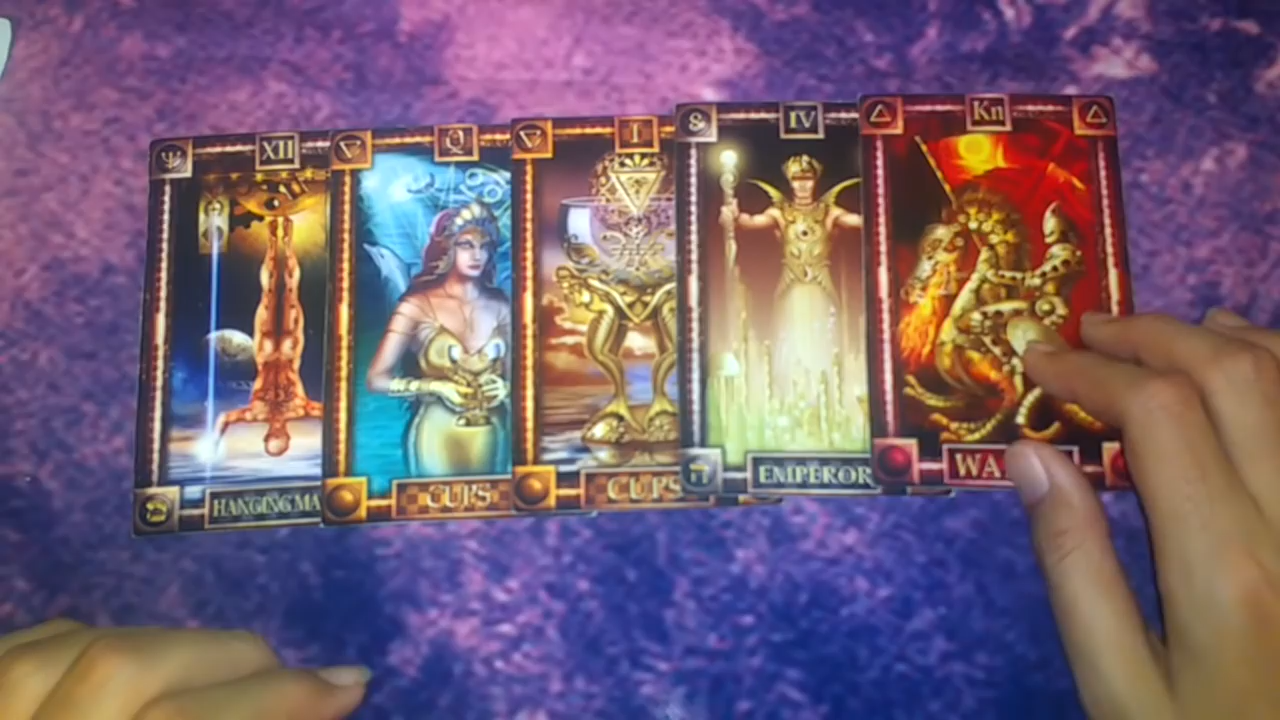 XII
Q
I
IV
Kn
HANGING MA
CUPS
CUPS
EMPEROR
WA